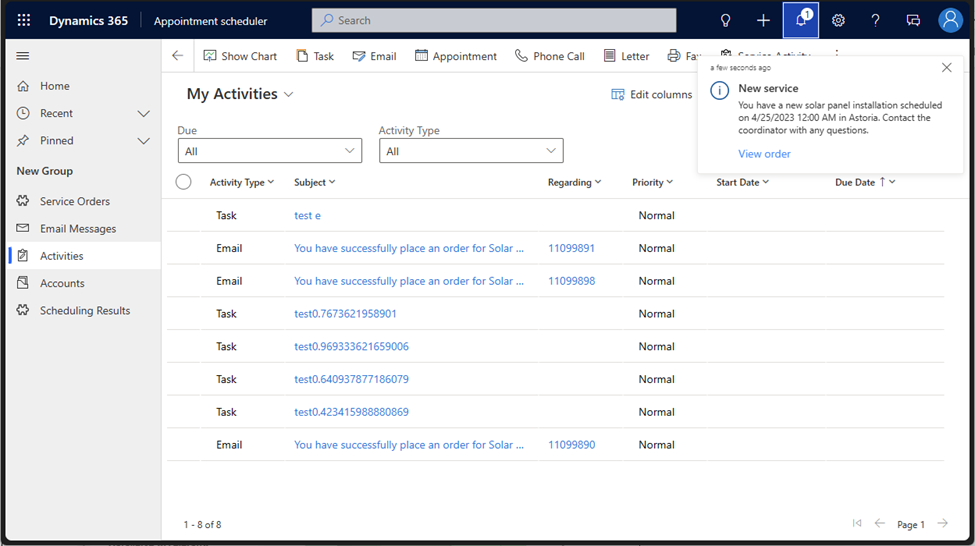 Dynamics 365
Appointment scheduler
Search
1
?
Show Chart
Task
Email
Appointment
Phone Call
Letter
Fa
a few seconds ago
New service
You have a new solar panel installation scheduled
on 4/25/2023 12:00 AM in Astoria. Contact the
coordinator with any questions.
View order
Home
Recent
Pinned
New Group
Service Orders
Email Messages
Activities
Accounts
Scheduling Results
My Activities
Edit columns
Due
Activity Type
All
All
Activity Type Subject Regarding Priority Start Date Due Date ↑
Task test e Normal
Email You have successfully place an order for Solar ... 11099891 Normal
Email You have successfully place an order for Solar ... 11099898 Normal
Task test0.7673621958901 Normal
Task test0.969333621659006 Normal
Task test0.640937877186079 Normal
Task test0.423415988880869 Normal
Email You have successfully place an order for Solar ... 11099890 Normal
1 - 8 of 8
Page 1